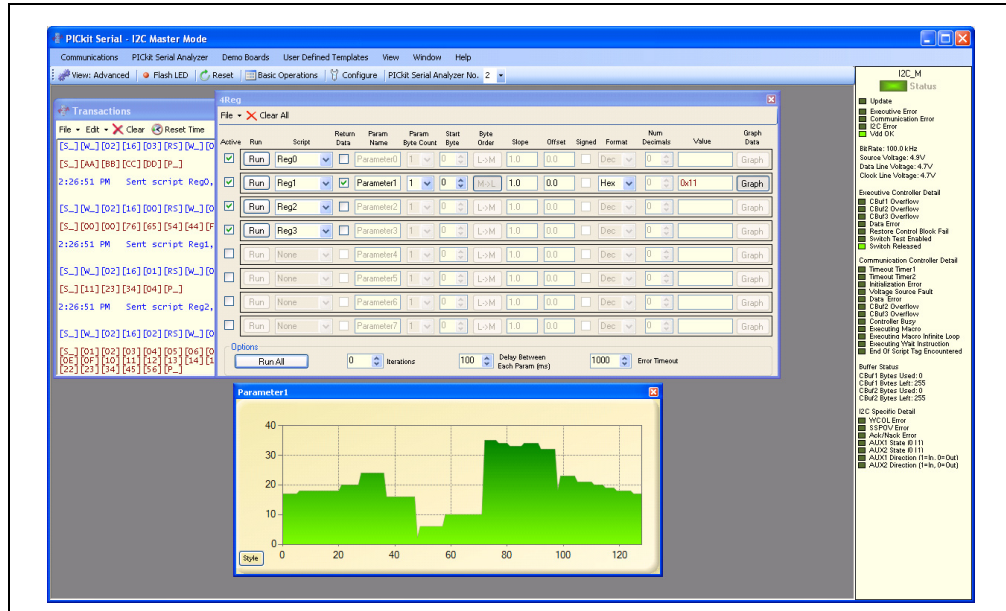 PICkit Serial - I2C Master Mode
Communications PICkit Serial Analyzer Demo Boards User Defined Templates View Window Help
View: Advanced Flash LED Reset Basic Operations Configure PICkit Serial Analyzer No. 2
Transactions
File Edit Clear Reset Time
[S_][W_][02][16][03][RS][W_][0
[S_][AA][BB][CC][DD][P_]
2:26:51 PM Sent script Reg0,
[S_][W_][02][16][00][RS][W_][0
[S_][00][00][76][65][54][44][F
2:26:51 PM Sent script Reg1,
[S_][W_][02][16][01][RS][W_][0
[S_][11][23][34][04][P_]
2:26:51 PM Sent script Reg2,
[S_][W_][02][16][02][RS][W_][0
[S_][01][02][03][04][05][06][0
[0E][0F][10][11][12][13][14][1
[22][23][34][45][56][P_]
4Reg
File Clear All
Active Run Script Return Data Param Name Param Byte Count Start Byte Byte Order Slope Offset Signed Format Num Decimals Value Graph Data
Run Reg0 Parameter0 1 0 L->M 1.0 0.0 Dec 0 Graph
Run Reg1 Parameter1 1 0 M->L 1.0 0.0 Hex 0 0x11 Graph
Run Reg2 Parameter2 1 0 L->M 1.0 0.0 Dec 0 Graph
Run Reg3 Parameter3 1 0 L->M 1.0 0.0 Dec 0 Graph
Run None Parameter4 1 0 L->M 1.0 0.0 Dec 0 Graph
Run None Parameter5 1 0 L->M 1.0 0.0 Dec 0 Graph
Run None Parameter6 1 0 L->M 1.0 0.0 Dec 0 Graph
Run None Parameter7 1 0 L->M 1.0 0.0 Dec 0 Graph
Options
Run All 0 Iterations 100 Delay Between Each Param (ms) 1000 Error Timeout
Parameter1
40
30
20
10
0
0 20 40 60 80 100 120
Style
I2C_M
Status
Update
Executive Error
Communication Error
I2C Error
Vdd OK
Bit Rate: 100.0 kHz
Source Voltage: 4.9V
Data Line Voltage: 4.7V
Clock Line Voltage: 4.7V
Executive Controller Detail
CBuf1 Overflow
CBuf2 Overflow
CBuf3 Overflow
Data Error
Restore Control Block Fail
Switch Test Enabled
Switch Released
Communication Controller Detail
Timeout Timer1
Timeout Timer2
Initialization Error
Voltage Source Fault
Data Error
CBuf2 Overflow
CBuf3 Overflow
Controller Busy
Executing Macro
Executing Macro Infinite Loop
Executing Wait Instruction
End Of Script Tag Encountered
Buffer Status
CBuf1 Bytes Used: 0
CBuf1 Bytes Left: 255
CBuf2 Bytes Used: 0
CBuf2 Bytes Left: 255
I2C Specific Detail
WCOL Error
SSPOV Error
Ack/Nack Error
AUX1 State (0|1)
AUX2 State (0|1)
AUX1 Direction (1=In, 0=Out)
AUX2 Direction (1=In, 0=Out)